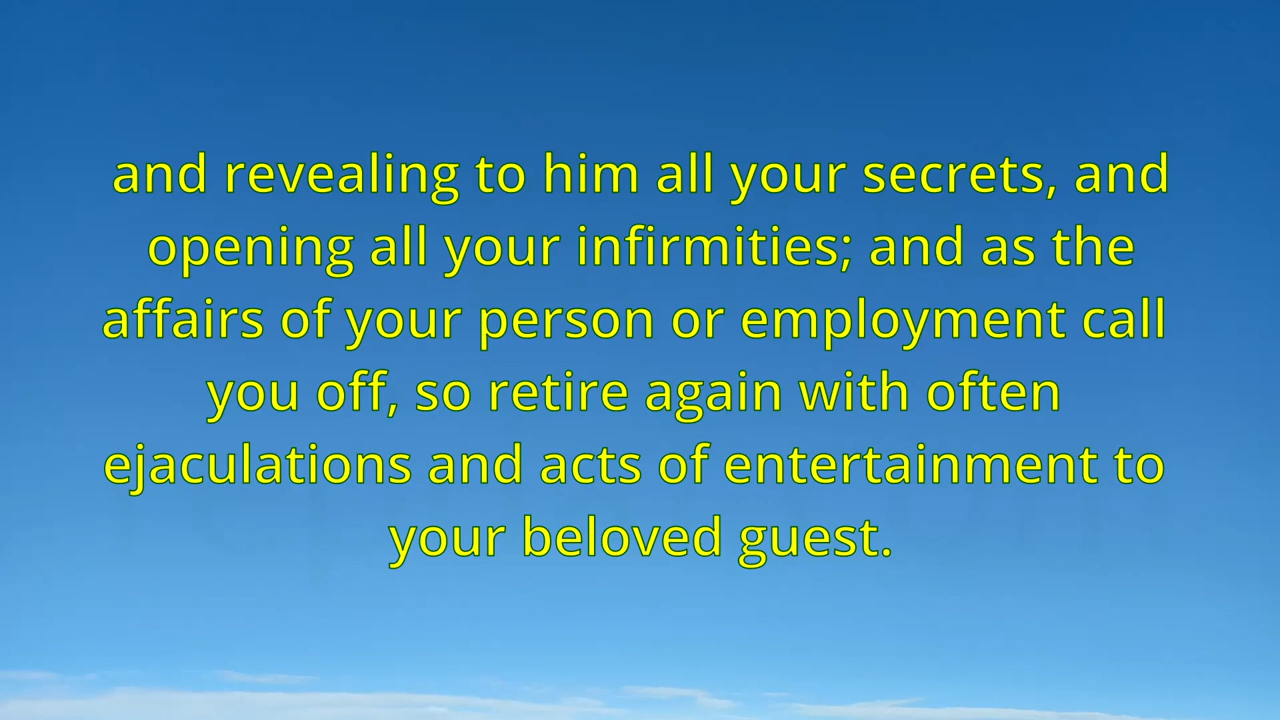 and revealing to him all your secrets, and
opening all your infirmities; and as the
affairs of your person or employment call
you off, so retire again with often
ejaculations and acts of entertainment to
your beloved guest.